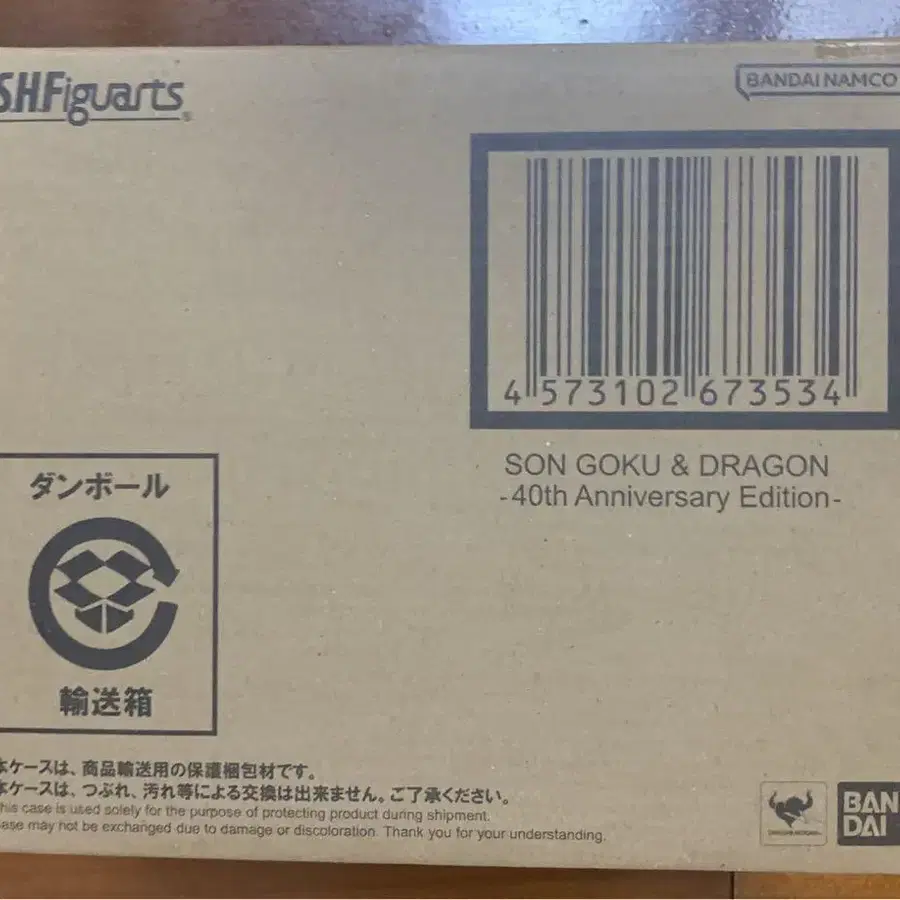 S.H.Figuarts
BANDAI NAMCO
4 573102 673534
SON GOKU & DRAGON
-40th Anniversary Edition-
ダンボール
輸送箱
本ケースは、商品輸送用の保護梱包材です。
本ケースは、つぶれ、汚れ等による交換は出来ません。ご了承ください。
his case is used solely for the purpose of protecting product during shipment.
ase may not be exchanged due to damage or discoloration. Thank you for your understanding.
BAN
DAI